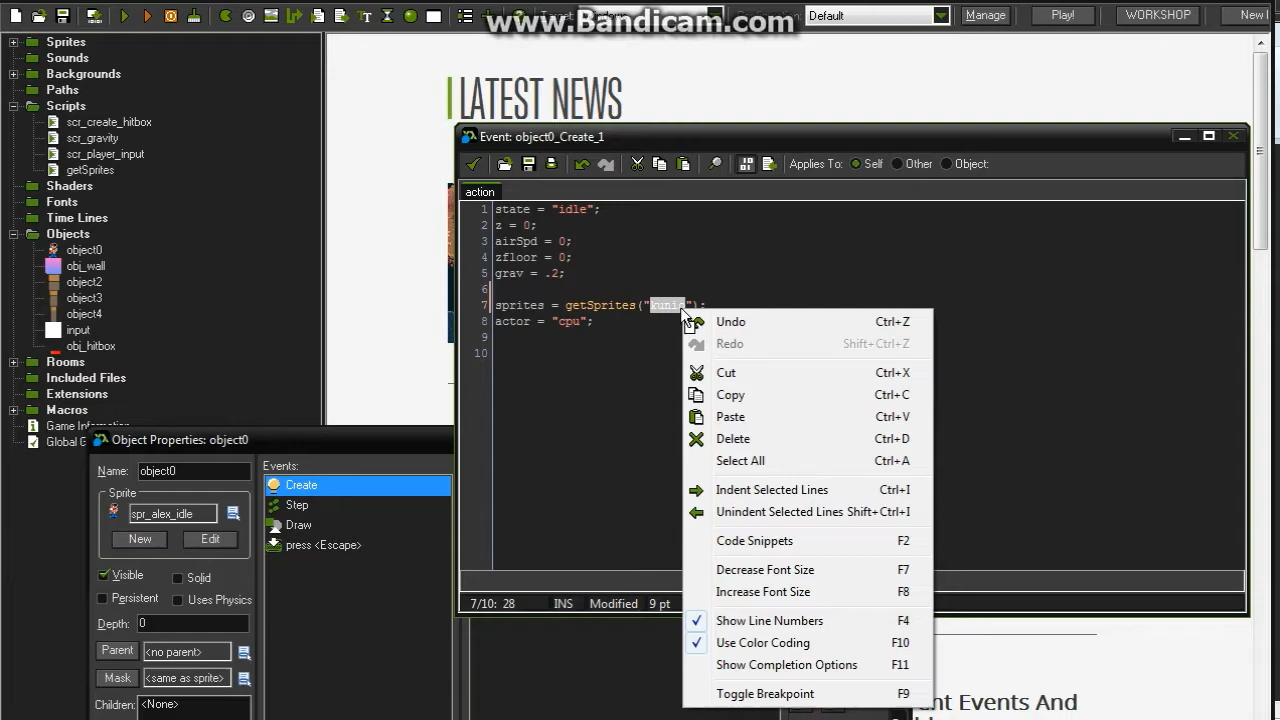 www.Bandicam.com
Default
Manage
Play!
WORKSHOP
New
Sprites
Sounds
Backgrounds
Paths
Scripts
scr_create_hitbox
scr_gravity
scr_player_input
getSprites
Shaders
Fonts
Time Lines
Objects
object0
obj_wall
object2
object3
object4
input
obj_hitbox
Rooms
Included Files
Extensions
Macros
Game Information
Global G
LATEST NEWS
Event: object0_Create_1
Applies To: Self Other Object:
action
1 state = "idle";
2 z = 0;
3 airSpd = 0;
4 zfloor = 0;
5 grav = .2;
6
7 sprites = getSprites("kunio");
8 actor = "cpu";
9
10
7/10: 28 INS Modified 9 pt
Undo Ctrl+Z
Redo Shift+Ctrl+Z
Cut Ctrl+X
Copy Ctrl+C
Paste Ctrl+V
Delete Ctrl+D
Select All Ctrl+A
Indent Selected Lines Ctrl+I
Unindent Selected Lines Shift+Ctrl+I
Code Snippets F2
Decrease Font Size F7
Increase Font Size F8
Show Line Numbers F4
Use Color Coding F10
Show Completion Options F11
Toggle Breakpoint F9
Object Properties: object0
Name: object0
Sprite
spr_alex_idle
New Edit
Visible Solid
Persistent Uses Physics
Depth: 0
Parent <no parent>
Mask <same as sprite>
Children: <None>
Events:
Create
Step
Draw
press <Escape>
nt Events And